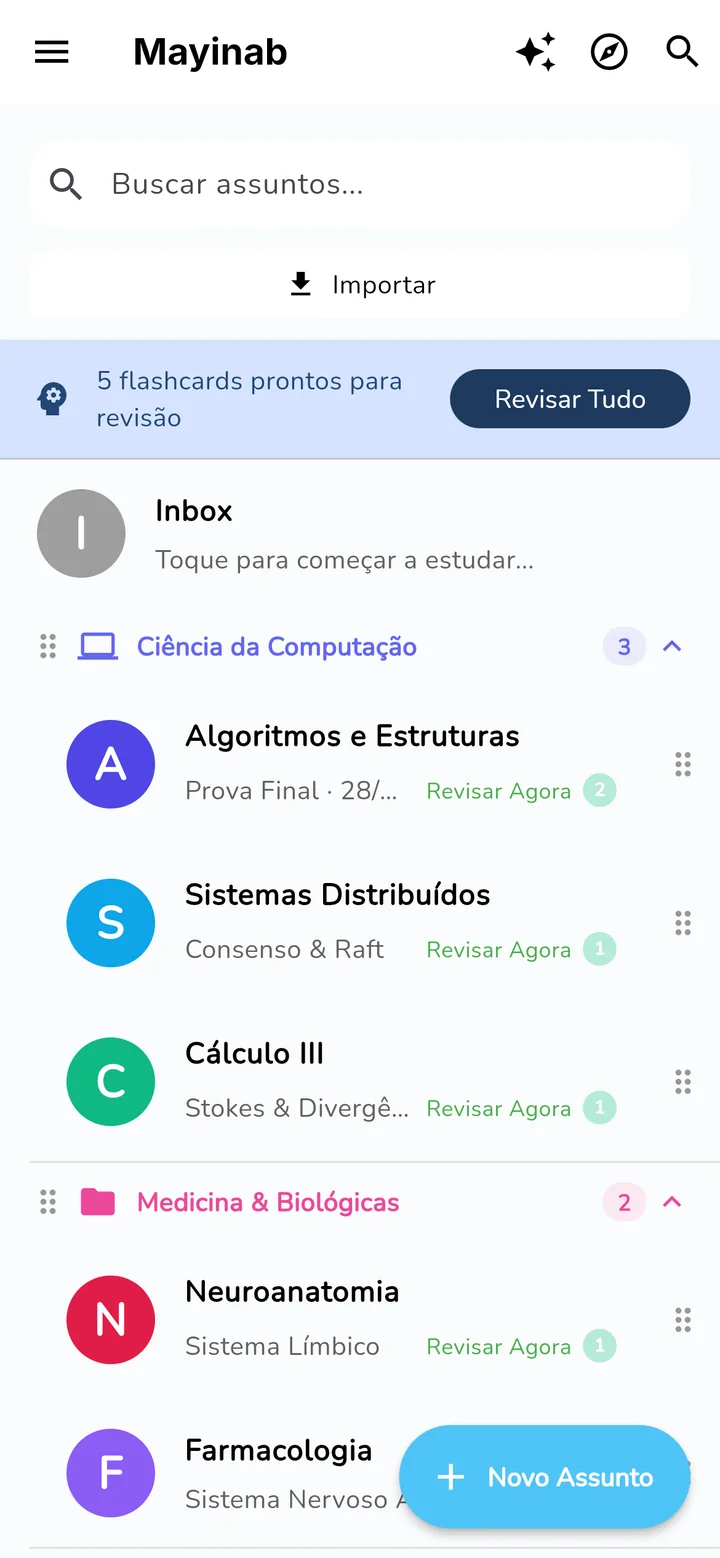 Mayinab
Buscar assuntos...
Importar
5 flashcards prontos para
revisão
Revisar Tudo
I
Inbox
Toque para começar a estudar...
Ciência da Computação
3
A
Algoritmos e Estruturas
Prova Final · 28/...
Revisar Agora
2
S
Sistemas Distribuídos
Consenso & Raft
Revisar Agora
1
C
Cálculo III
Stokes & Divergê...
Revisar Agora
1
Medicina & Biológicas
2
N
Neuroanatomia
Sistema Límbico
Revisar Agora
1
F
Farmacologia
Sistema Nervoso
Novo Assunto